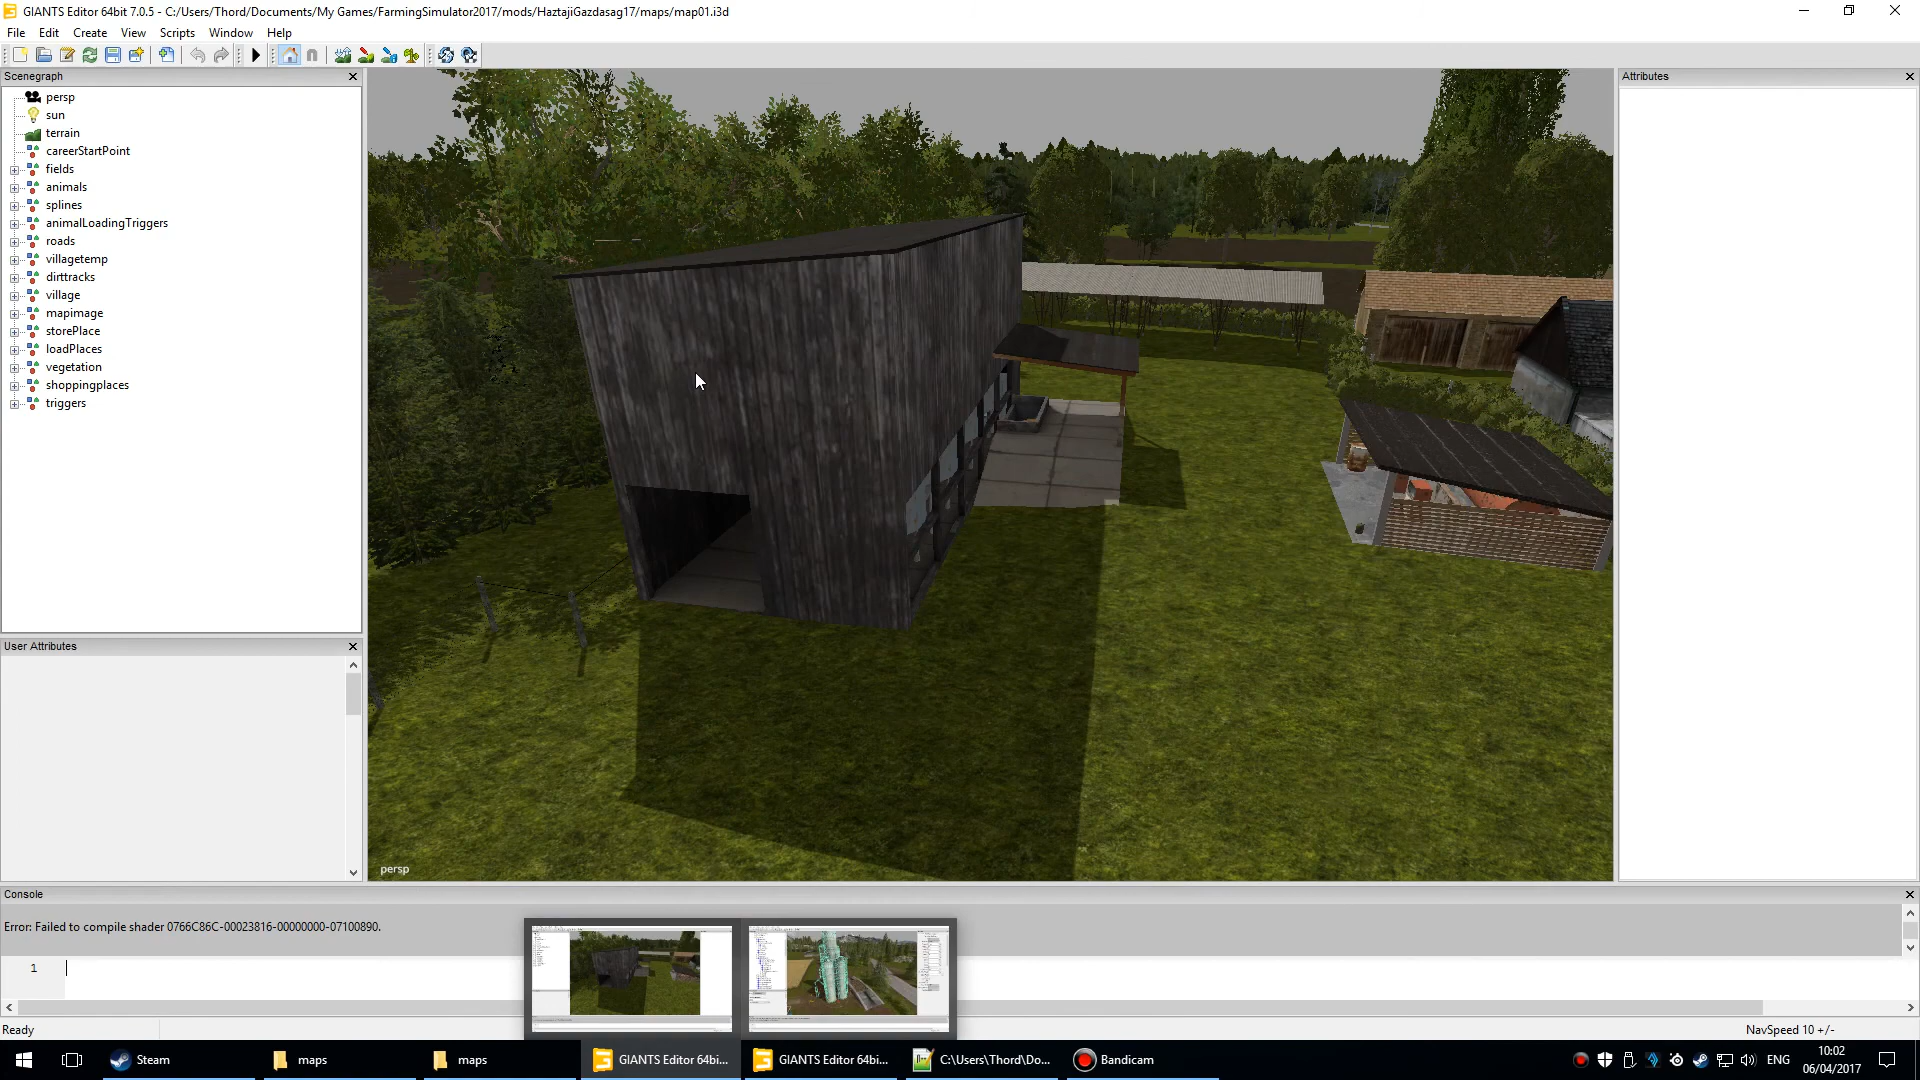 GIANTS Editor 64bit 7.0.5 - C:/Users/Thord/Documents/My Games/FarmingSimulator2017/mods/HaztajiGazdasag17/maps/map01.i3d
File Edit Create View Scripts Window Help
Scenegraph
Attributes
persp
sun
terrain
careerStartPoint
fields
animals
splines
animalLoadingTriggers
roads
villagetemp
dirttracks
village
mapimage
storePlace
loadPlaces
vegetation
shoppingplaces
triggers
User Attributes
persp
Console
Error: Failed to compile shader 0766C86C-00023816-00000000-07100890.
1
Ready
NavSpeed 10 +/-
Steam
maps
maps
GIANTS Editor 64bi...
GIANTS Editor 64bi...
C:\Users\Thord\Do...
Bandicam
ENG
10:02
06/04/2017